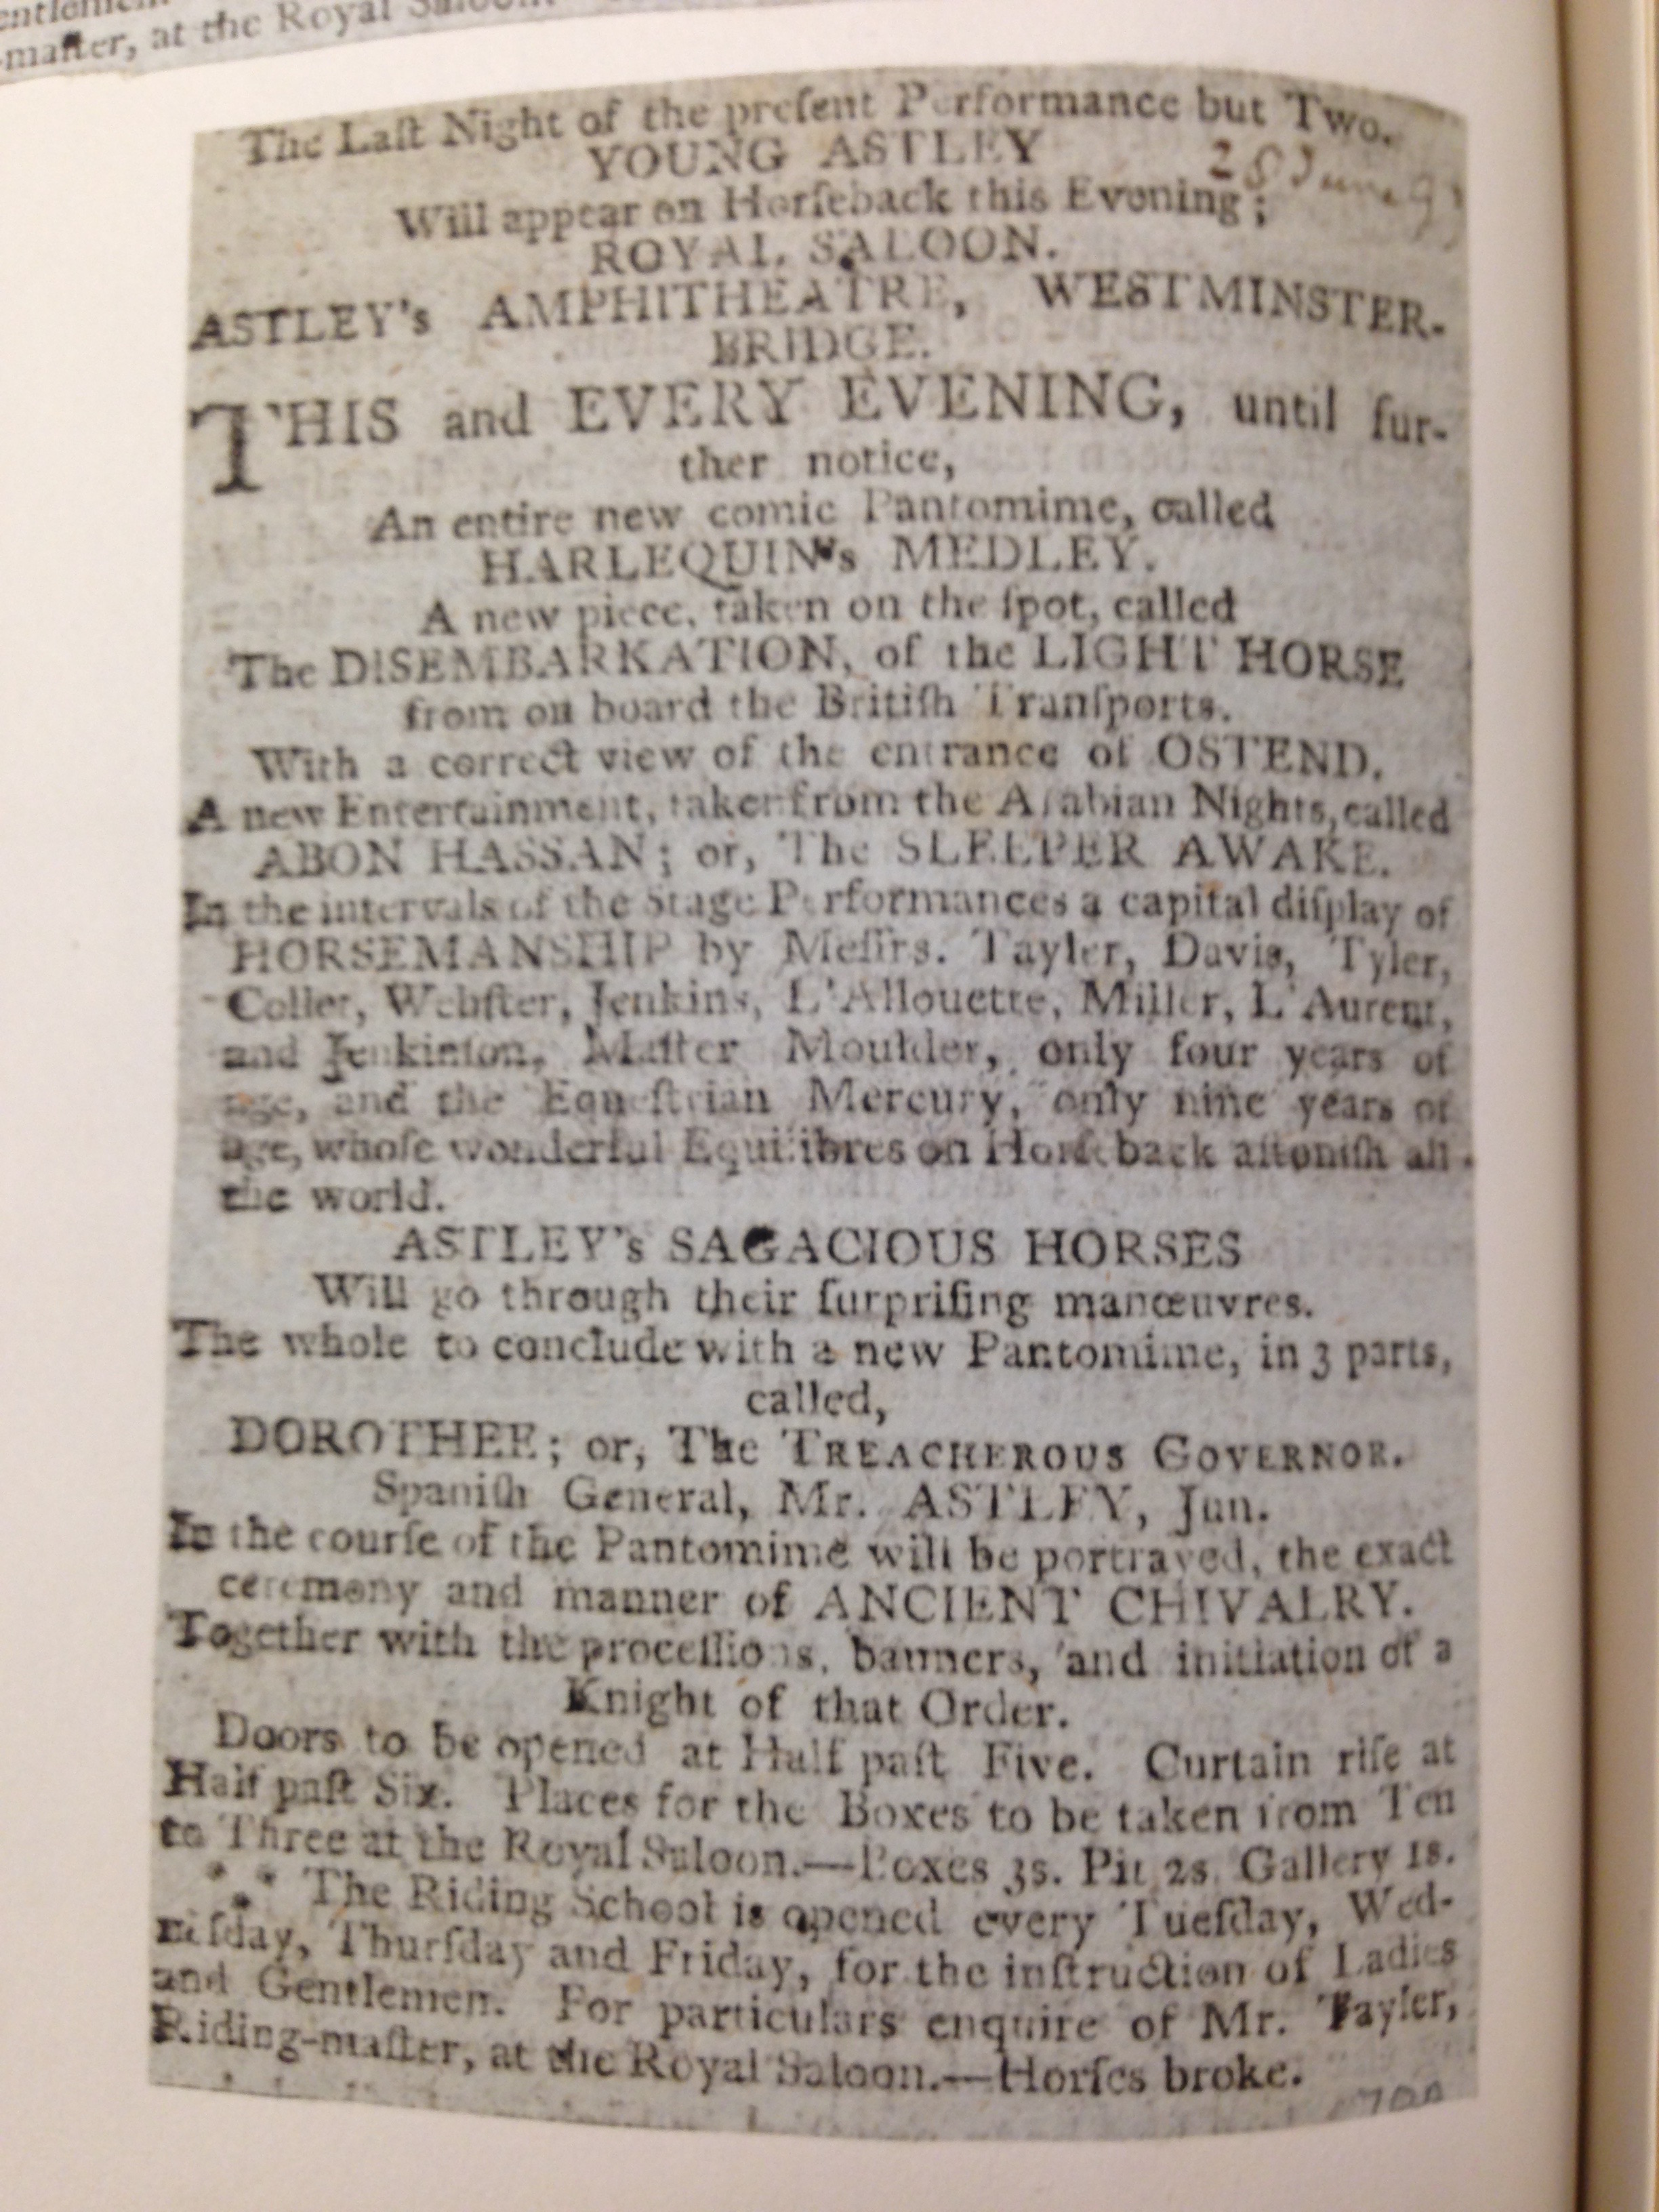 -maſter, at the Royal Saloon.
The Laſt Night of the preſent Performance but Two.
YOUNG ASTLEY
28 June 93
Will appear on Horſeback this Evening;
ROYAL SALOON.
ASTLEY's AMPHITHEATRE, WESTMINSTER-
BRIDGE.
THIS and EVERY EVENING, until fur-
ther notice,
An entire new comic Pantomime, called
HARLEQUIN's MEDLEY.
A new piece, taken on the ſpot, called
The DISEMBARKATION, of the LIGHT HORSE
from on board the Britiſh Tranſports.
With a correct view of the entrance of OSTEND.
A new Entertainment, taken from the Arabian Nights, called
ABON HASSAN; or, The SLEEPER AWAKE.
In the intervals of the Stage Performances a capital diſplay of
HORSEMANSHIP by Meſſrs. Tayler, Davis, Tyler,
Coller, Webſter, Jenkins, L'Allouette, Miller, L'Aurent,
and Jenkinſon, Maſter Moulder, only four years of
age, and the Equeſtrian Mercury, only nine years of
age, whoſe wonderful Equilibres on Horſeback aſtoniſh all
the world.
ASTLEY's SAGACIOUS HORSES
Will go through their ſurpriſing manœuvres.
The whole to conclude with a new Pantomime, in 3 parts,
called,
DOROTHEE; or, The TREACHEROUS GOVERNOR.
Spaniſh General, Mr. ASTLEY, Jun.
In the courſe of the Pantomime will be portrayed, the exact
ceremony and manner of ANCIENT CHIVALRY.
Together with the proceſſions, banners, and initiation of a
Knight of that Order.
Doors to be opened at Half paſt Five. Curtain riſe at
Half paſt Six. Places for the Boxes to be taken from Ten
to Three at the Royal Saloon.—Boxes 3s. Pit 2s. Gallery 1s.
*** The Riding School is opened every Tueſday, Wed-
neſday, Thurſday and Friday, for the inſtruction of Ladies
and Gentlemen. For particulars enquire of Mr. Tayler,
Riding-maſter, at the Royal Saloon.—Horſes broke.